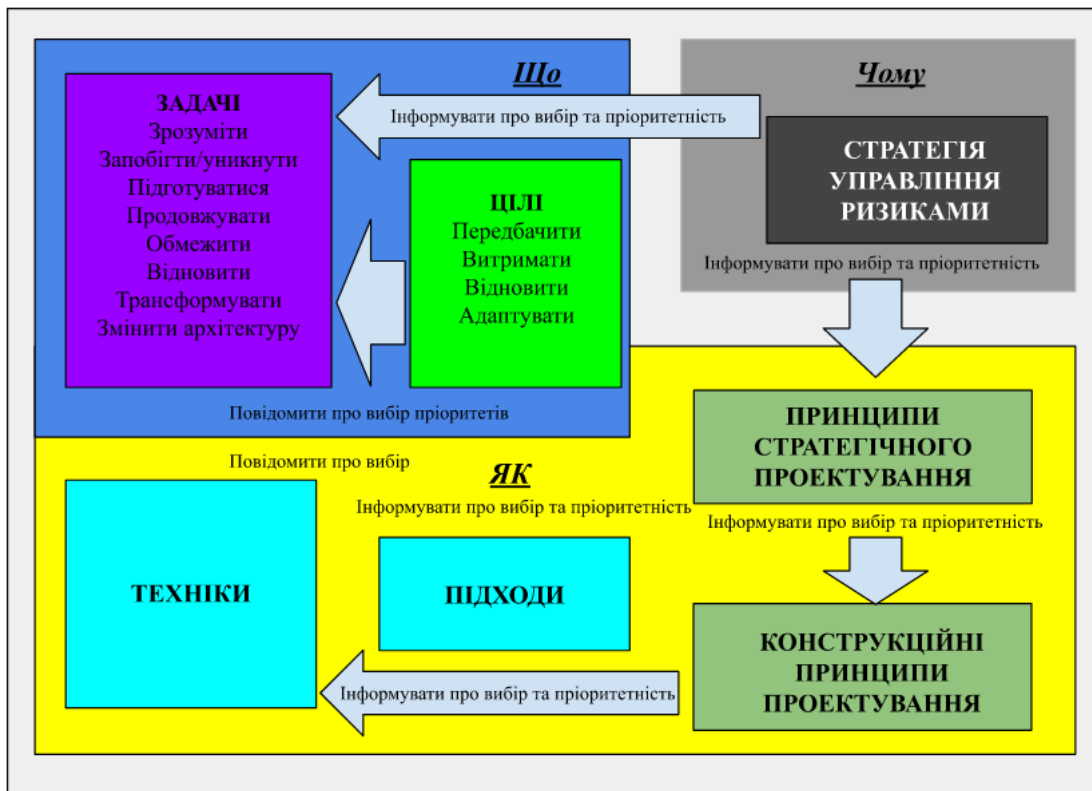 Що
ЗАДАЧІ
Зрозуміти
Запобігти/уникнути
Підготуватися
Продовжувати
Обмежити
Відновити
Трансформувати
Змінити архітектуру
Інформувати про вибір та пріоритетність
ЦІЛІ
Передбачити
Витримати
Відновити
Адаптувати
Повідомити про вибір пріоритетів
Чому
СТРАТЕГІЯ
УПРАВЛІННЯ
РИЗИКАМИ
Інформувати про вибір та пріоритетність
Повідомити про вибір
ЯК
Інформувати про вибір та пріоритетність
ПРИНЦИПИ
СТРАТЕГІЧНОГО
ПРОЕКТУВАННЯ
Інформувати про вибір та пріоритетність
ТЕХНІКИ
ПІДХОДИ
КОНСТРУКЦІЙНІ
ПРИНЦИПИ
ПРОЕКТУВАННЯ
Інформувати про вибір та пріоритетність